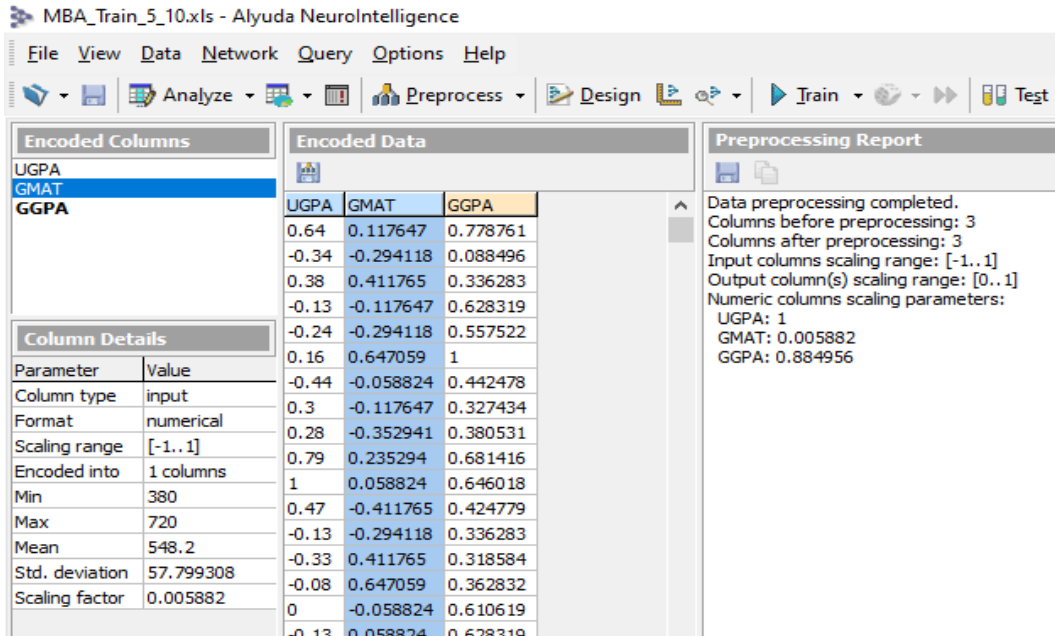 MBA_Train_5_10.xls - Alyuda NeuroIntelligence
File View Data Network Query Options Help
Analyze Preprocess Design Train Test
Encoded Columns
UGPA
GMAT
GGPA
Column Details
Parameter Value
Column type input
Format numerical
Scaling range [-1..1]
Encoded into 1 columns
Min 380
Max 720
Mean 548.2
Std. deviation 57.799308
Scaling factor 0.005882
Encoded Data
UGPA GMAT GGPA
0.64 0.117647 0.778761
-0.34 -0.294118 0.088496
0.38 0.411765 0.336283
-0.13 -0.117647 0.628319
-0.24 -0.294118 0.557522
0.16 0.647059 1
-0.44 -0.058824 0.442478
0.3 -0.117647 0.327434
0.28 -0.352941 0.380531
0.79 0.235294 0.681416
1 0.058824 0.646018
0.47 -0.411765 0.424779
-0.13 -0.294118 0.336283
-0.33 0.411765 0.318584
-0.08 0.647059 0.362832
0 -0.058824 0.610619
-0.13 0.058824 0.628319
Preprocessing Report
Data preprocessing completed.
Columns before preprocessing: 3
Columns after preprocessing: 3
Input columns scaling range: [-1..1]
Output column(s) scaling range: [0..1]
Numeric columns scaling parameters:
UGPA: 1
GMAT: 0.005882
GGPA: 0.884956